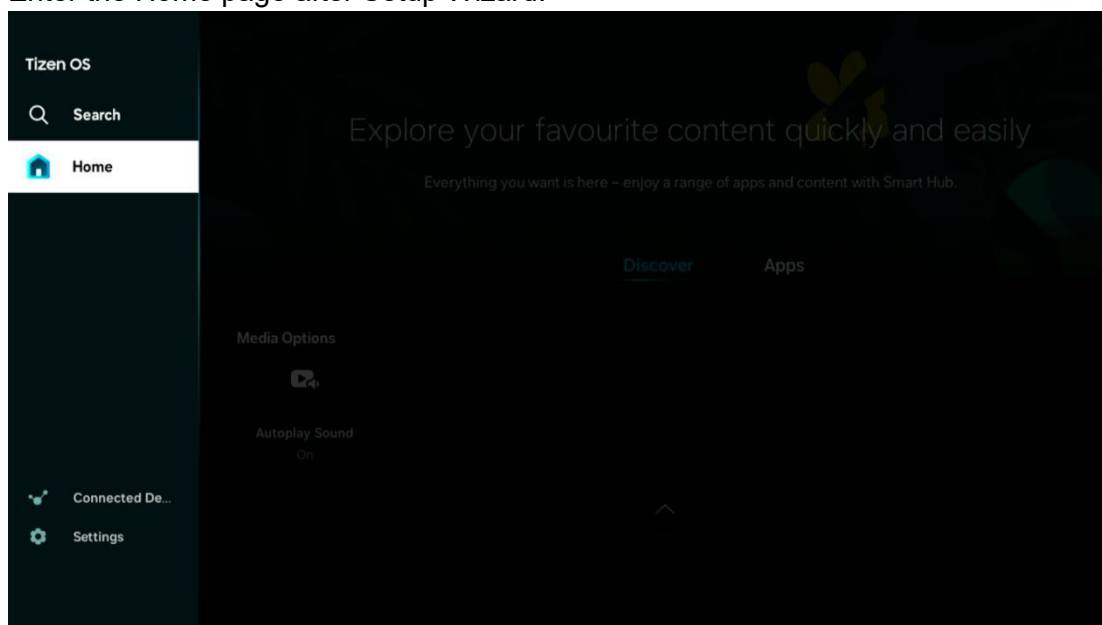 Enter the Home page after Setup Wizard.
Tizen OS
Search
Home
Explore your favourite content quickly and easily
Everything you want is here – enjoy a range of apps and content with Smart Hub.
Discover
Apps
Media Options
Autoplay Sound
On
Connected De...
Settings